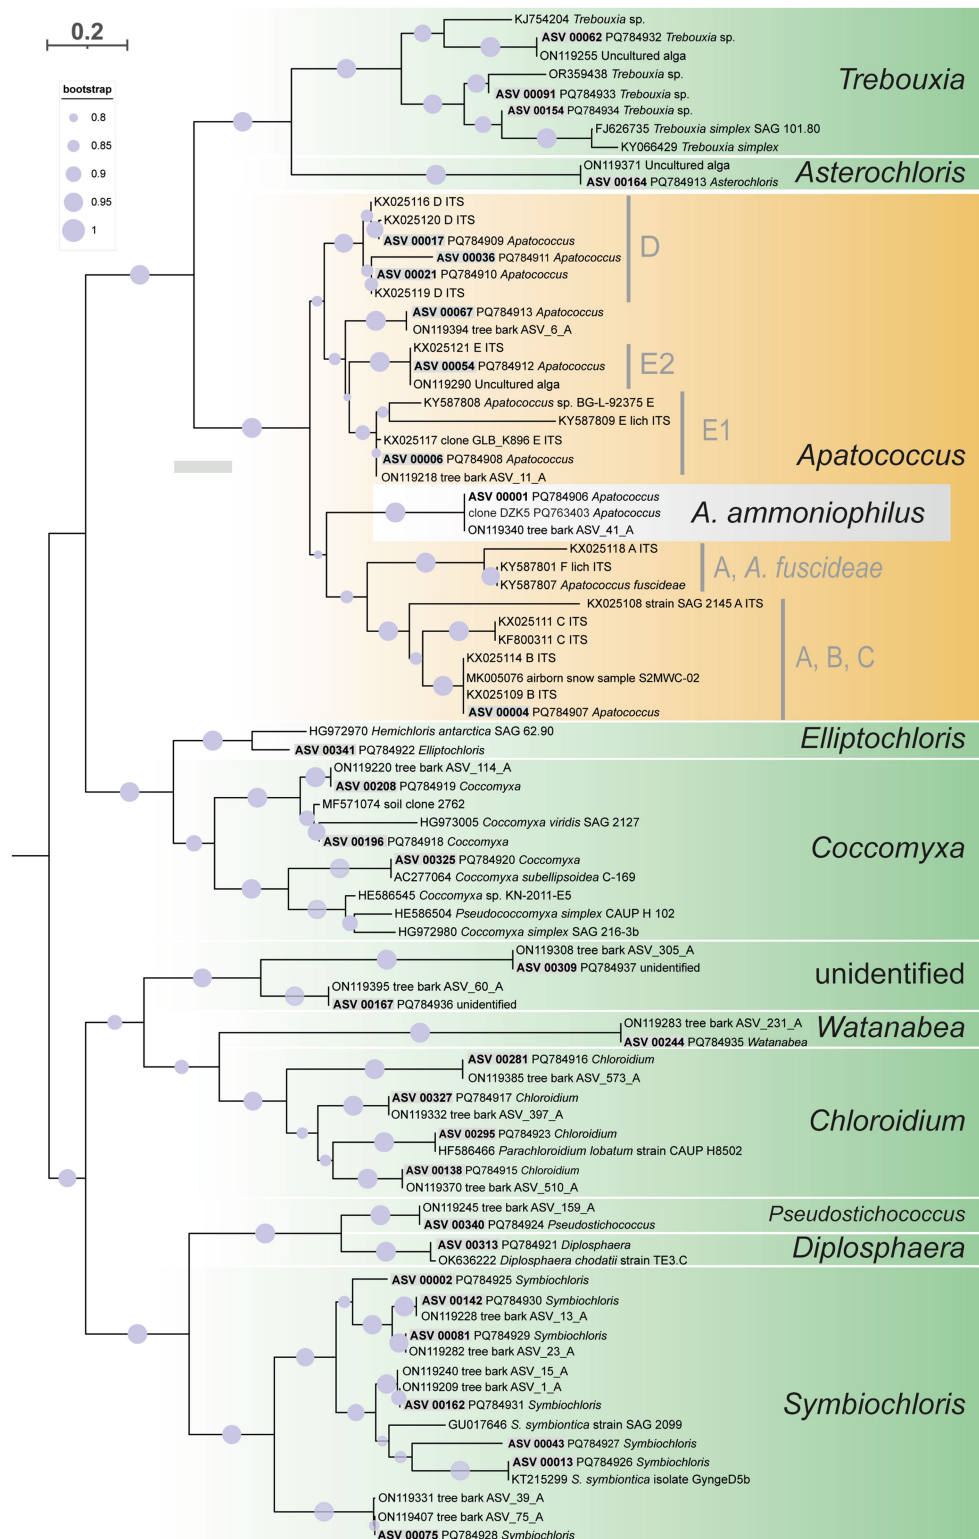 0.2
bootstrap
0.8
0.85
0.9
0.95
1
KJ754204 Trebouxia sp.
ASV 00062 PQ784932 Trebouxia sp.
ON119255 Uncultured alga
OR359438 Trebouxia sp.
ASV 00091 PQ784933 Trebouxia sp.
ASV 00154 PQ784934 Trebouxia sp.
FJ626735 Trebouxia simplex SAG 101.80
KY066429 Trebouxia simplex
Trebouxia
ON119371 Uncultured alga
ASV 00164 PQ784913 Asterochloris
Asterochloris
KX025116 D ITS
KX025120 D ITS
ASV 00017 PQ784909 Apatococcus
ASV 00036 PQ784911 Apatococcus
ASV 00021 PQ784910 Apatococcus
KX025119 D ITS
D
ASV 00067 PQ784913 Apatococcus
ON119394 tree bark ASV_6_A
KX025121 E ITS
ASV 00054 PQ784912 Apatococcus
ON119290 Uncultured alga
E2
KY587808 Apatococcus sp. BG-L-92375 E
KY587809 E lich ITS
KX025117 clone GLB_K896 E ITS
ASV 00006 PQ784908 Apatococcus
ON119218 tree bark ASV_11_A
E1
Apatococcus
ASV 00001 PQ784906 Apatococcus
clone DZK5 PQ763403 Apatococcus
ON119340 tree bark ASV_41_A
A. ammoniophilus
KX025118 A ITS
KY587801 F lich ITS
KY587807 Apatococcus fuscideae
A, A. fuscideae
KX025108 strain SAG 2145 A ITS
KX025111 C ITS
KF800311 C ITS
KX025114 B ITS
MK005076 airborn snow sample S2MWC-02
KX025109 B ITS
ASV 00004 PQ784907 Apatococcus
A, B, C
HG972970 Hemichloris antarctica SAG 62.90
ASV 00341 PQ784922 Elliptochloris
Elliptochloris
ON119220 tree bark ASV_114_A
ASV 00208 PQ784919 Coccomyxa
MF571074 soil clone 2762
HG973005 Coccomyxa viridis SAG 2127
ASV 00196 PQ784918 Coccomyxa
ASV 00325 PQ784920 Coccomyxa
AC277064 Coccomyxa subellipsoidea C-169
HE586545 Coccomyxa sp. KN-2011-E5
HE586504 Pseudococcomyxa simplex CAUP H 102
HG972980 Coccomyxa simplex SAG 216-3b
Coccomyxa
ON119308 tree bark ASV_305_A
ASV 00309 PQ784937 unidentified
ON119395 tree bark ASV_60_A
ASV 00167 PQ784936 unidentified
unidentified
ON119283 tree bark ASV_231_A
ASV 00244 PQ784935 Watanabea
Watanabea
ASV 00281 PQ784916 Chloroidium
ON119385 tree bark ASV_573_A
ASV 00327 PQ784917 Chloroidium
ON119332 tree bark ASV_397_A
ASV 00295 PQ784923 Chloroidium
HF586466 Parachloroidium lobatum strain CAUP H8502
ASV 00138 PQ784915 Chloroidium
ON119370 tree bark ASV_510_A
Chloroidium
ON119245 tree bark ASV_159_A
ASV 00340 PQ784924 Pseudostichococcus
Pseudostichococcus
ASV 00313 PQ784921 Diplosphaera
OK636222 Diplosphaera chodatii strain TE3.C
Diplosphaera
ASV 00002 PQ784925 Symbiochloris
ASV 00142 PQ784930 Symbiochloris
ON119228 tree bark ASV_13_A
ASV 00081 PQ784929 Symbiochloris
ON119282 tree bark ASV_23_A
ON119240 tree bark ASV_15_A
ON119209 tree bark ASV_1_A
ASV 00162 PQ784931 Symbiochloris
GU017646 S. symbiontica strain SAG 2099
ASV 00043 PQ784927 Symbiochloris
ASV 00013 PQ784926 Symbiochloris
KT215299 S. symbiontica isolate GyngeD5b
ON119331 tree bark ASV_39_A
ON119407 tree bark ASV_75_A
ASV 00075 PQ784928 Symbiochloris
Symbiochloris